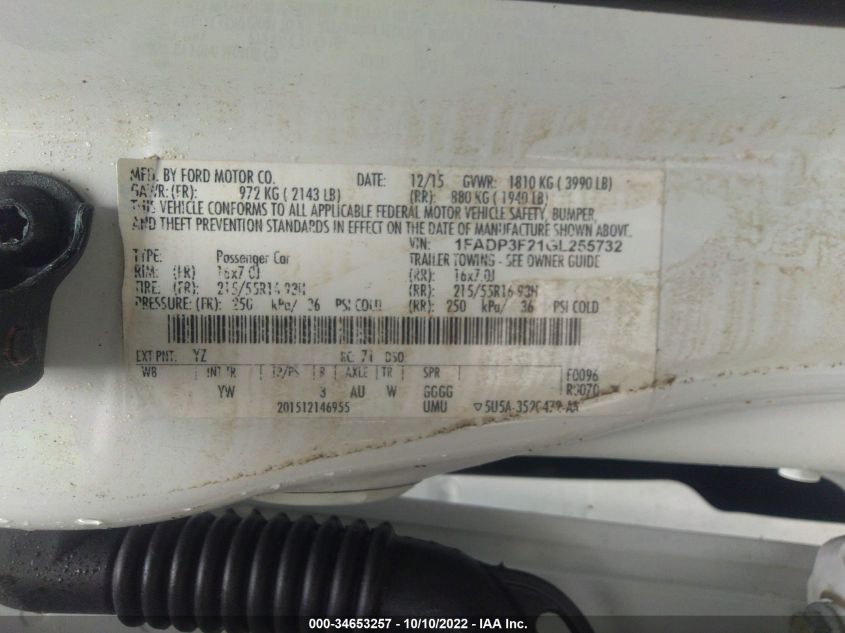 MFD. BY FORD MOTOR CO. DATE: 12/15 GVWR: 1810 KG ( 3990 LB)
GAWR: (FR): 972 KG ( 2143 LB) (RR): 880 KG ( 1940 LB)
THIS VEHICLE CONFORMS TO ALL APPLICABLE FEDERAL MOTOR VEHICLE SAFETY, BUMPER,
AND THEFT PREVENTION STANDARDS IN EFFECT ON THE DATE OF MANUFACTURE SHOWN ABOVE.
VIN: 1FADP3F21GL255732
TYPE: Passenger Car TRAILER TOWING - SEE OWNER GUIDE
RIM: (FR) 16x7.0J (RR): 16x7.0J
TIRE: (FR): 215/55R16 93H (RR): 215/55R16 93H
PRESSURE: (FR): 250 kPa/ 36 PSI COLD (RR): 250 kPa/ 36 PSI COLD
EXT PNT: YZ RC: 71 DSO:
WB INT TR TP/PS R AXLE TR SPR F0096
YW 3 AU W GGGG
201512146955 UMU
000-34653257 - 10/10/2022 - IAA Inc.